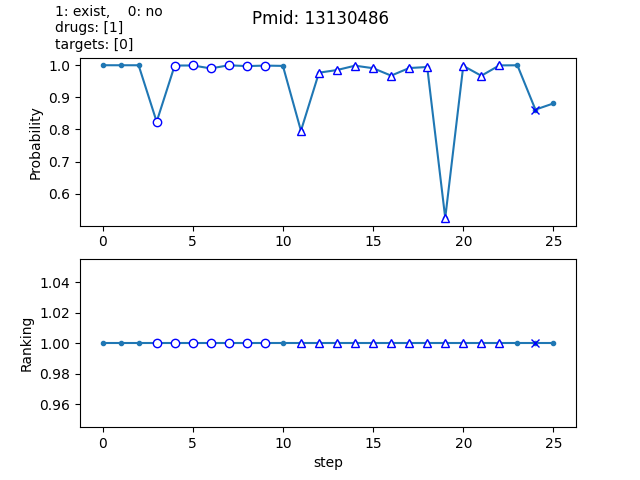 1: exist,    0: no
drugs: [1]
targets: [0]
Pmid: 13130486
1.0
0.9
0.8
0.7
0.6
Probability
0 5 10 15 20 25
1.04
1.02
1.00
0.98
0.96
Ranking
0 5 10 15 20 25
step